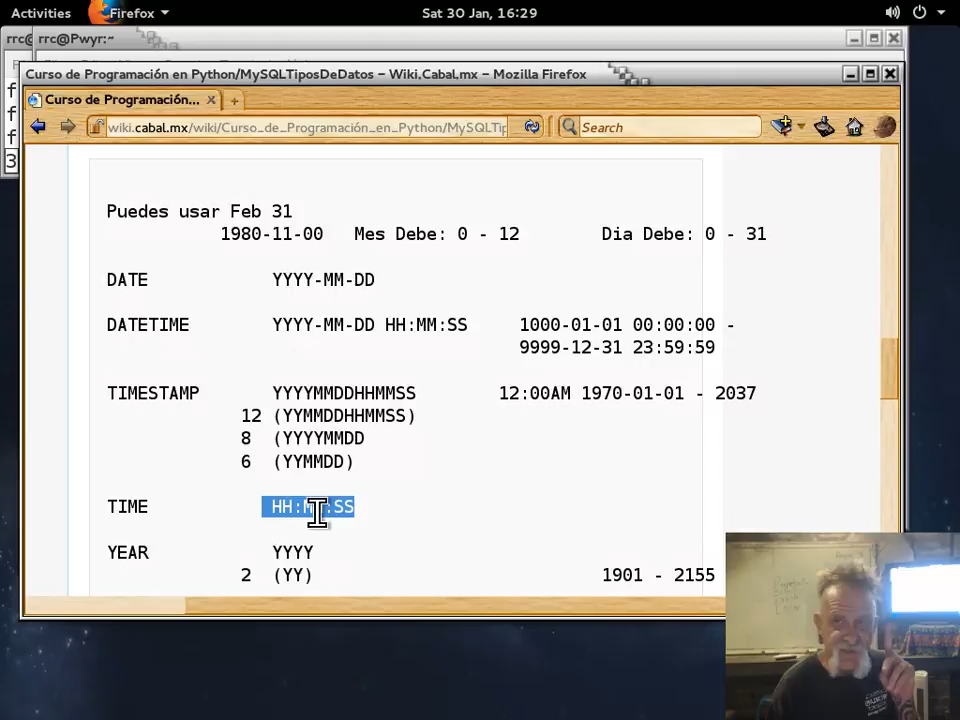 Activities Firefox Sat 30 Jan, 16:29
rrc@ rrc@Pwyr:~
Curso de Programación en Python/MySQLTiposDeDatos – Wiki.Cabal.mx – Mozilla Firefox
Curso de Programación... × +
wiki.cabal.mx/wiki/Curso_de_Programación_en_Python/MySQLTip Search
f
f
f
3
Puedes usar Feb 31
1980-11-00 Mes Debe: 0 - 12 Dia Debe: 0 - 31
DATE YYYY-MM-DD
DATETIME YYYY-MM-DD HH:MM:SS 1000-01-01 00:00:00 -
9999-12-31 23:59:59
TIMESTAMP YYYYMMDDHHMMSS 12:00AM 1970-01-01 - 2037
12 (YYMMDDHHMMSS)
8 (YYYYMMDD
6 (YYMMDD)
TIME HH:MM:SS
YEAR YYYY
2 (YY) 1901 - 2155